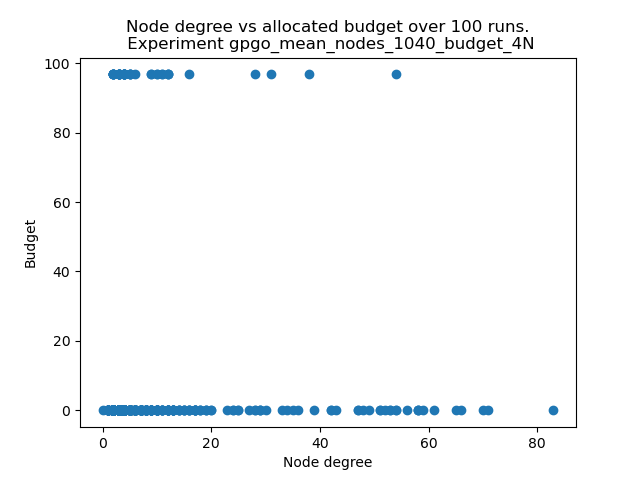 Node degree vs allocated budget over 100 runs.
Experiment gpgo_mean_nodes_1040_budget_4N
100
80
60
40
20
0
Budget
0 20 40 60 80
Node degree